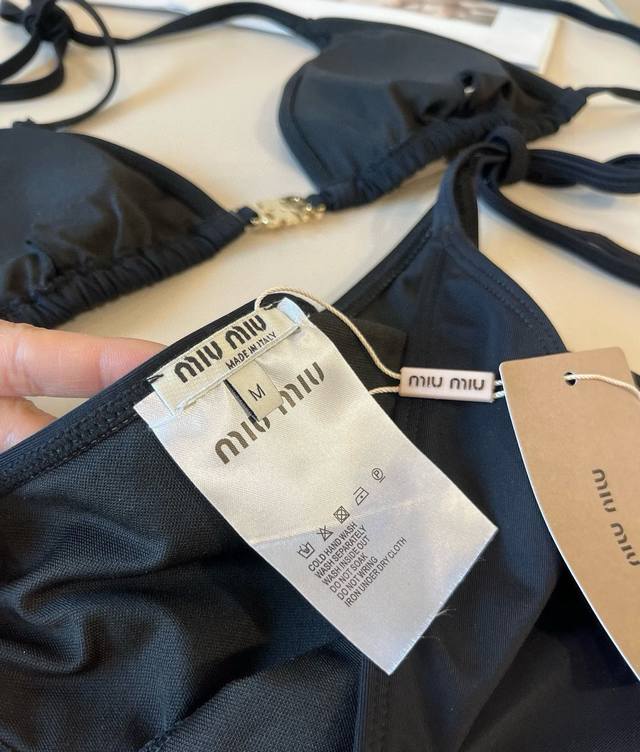 MIU MIU
MADE IN ITALY
M
MIU MIU
MIU MIU
MIU MIU
COLD HAND WASH
WASH SEPARATELY
WASH INSIDE OUT
DO NOT SOAK
DO NOT WRING
IRON UNDER DRY CLOTH